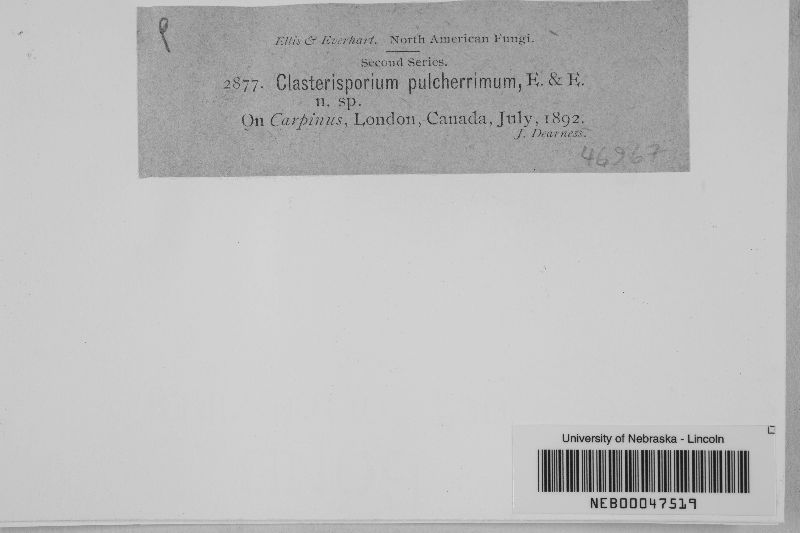 Ellis & Everhart. North American Fungi.
Second Series.
2877. Clasterisporium pulcherrimum, E. & E.
n. sp.
On Carpinus, London, Canada, July, 1892.
J. Dearness.
46967
University of Nebraska - Lincoln
NEB00047519